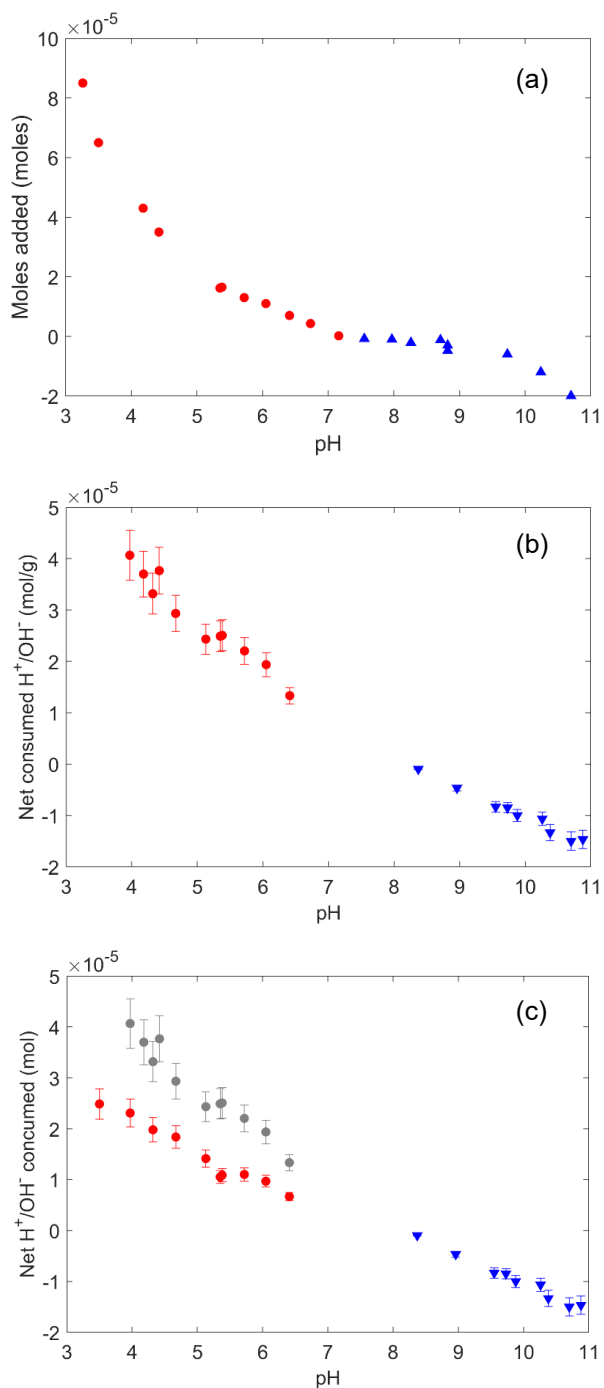 ×10⁻⁵
(a)
10
8
6
4
2
0
-2
Moles added (moles)
3 4 5 6 7 8 9 10 11
pH
×10⁻⁵
(b)
5
4
3
2
1
0
-1
-2
Net consumed H⁺/OH⁻ (mol/g)
3 4 5 6 7 8 9 10 11
pH
×10⁻⁵
(c)
5
4
3
2
1
0
-1
-2
Net H⁺/OH⁻ concumed (mol)
3 4 5 6 7 8 9 10 11
pH